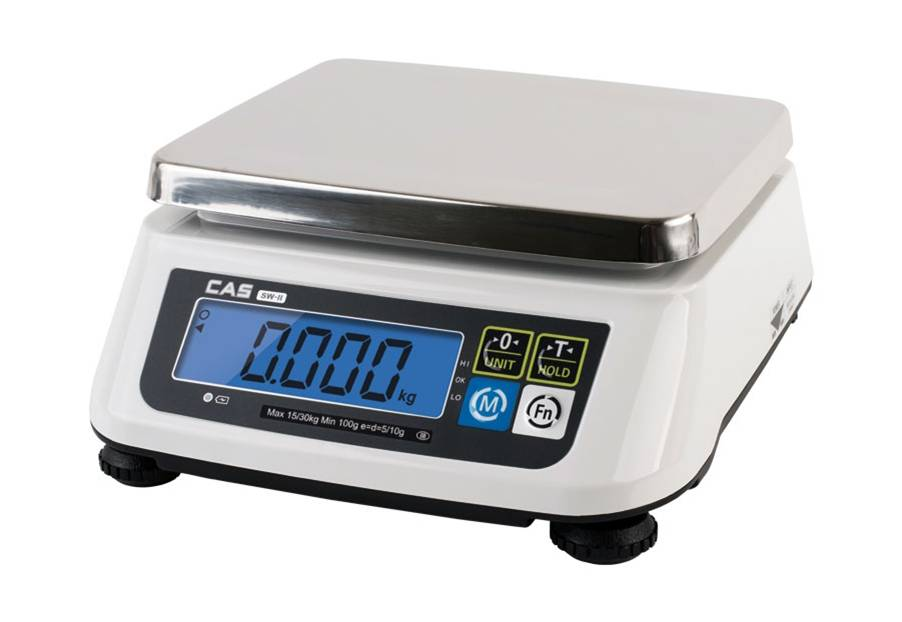 CAS SW-II
0.000 kg
HI
OK
LO
0
UNIT
T
HOLD
M
Fn
Max 15/30kg Min 100g e=d=5/10g